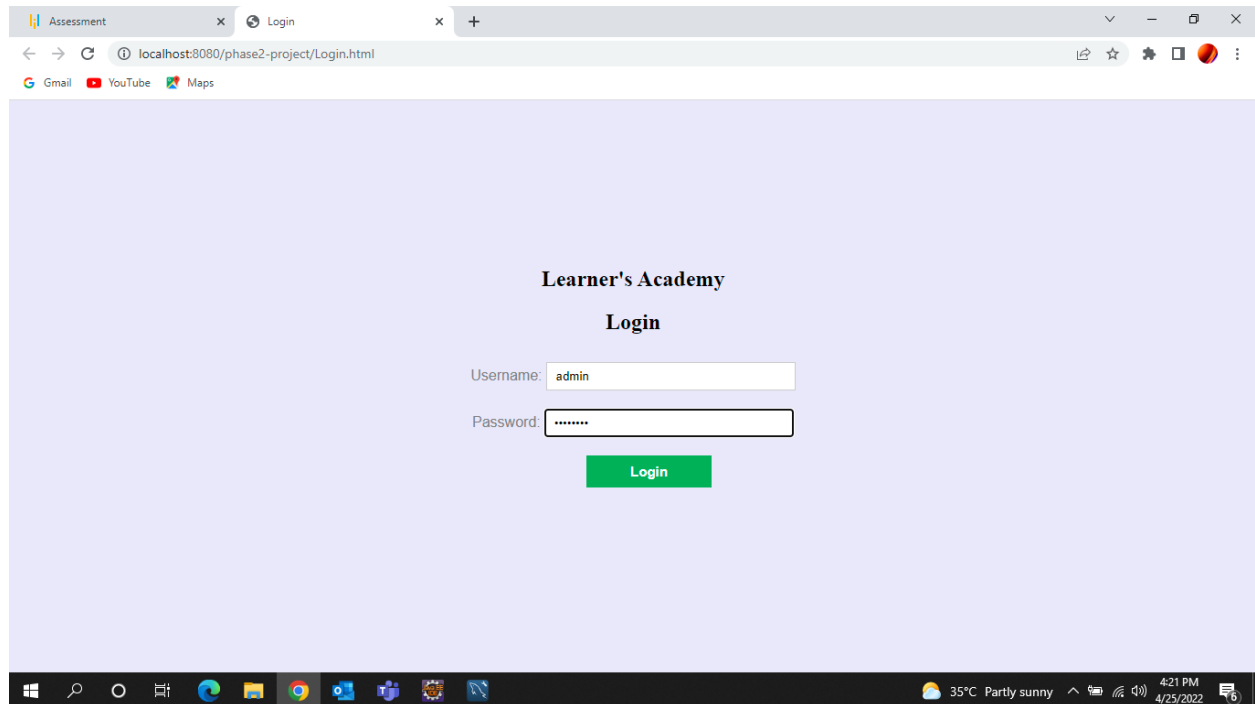 Assessment
Login
localhost:8080/phase2-project/Login.html
Gmail YouTube Maps
Learner's Academy
Login
Username: admin
Password: ••••••••
Login
35°C Partly sunny
4:21 PM
4/25/2022
6